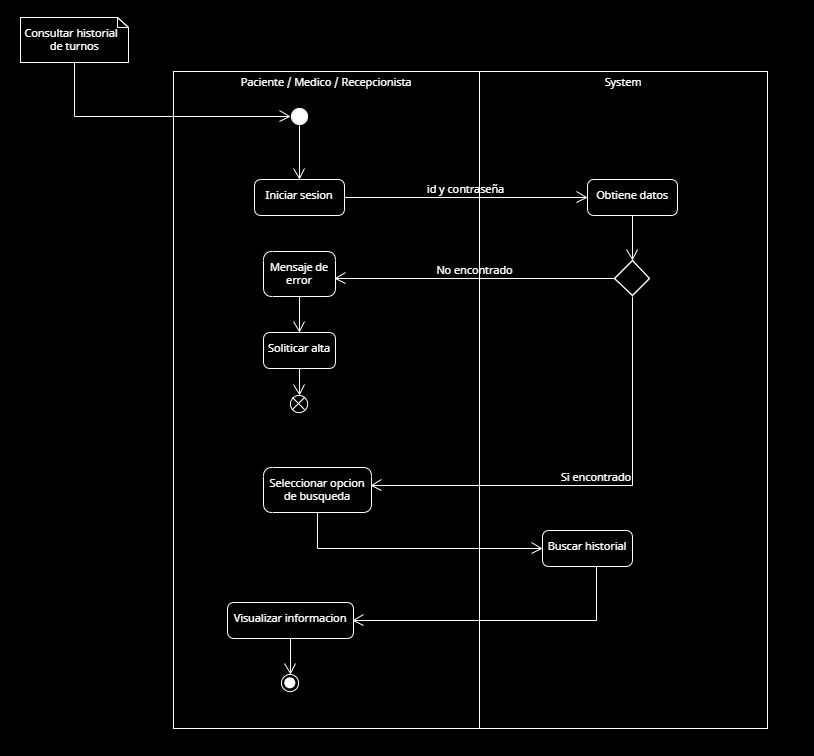 Consultar historial
de turnos
Paciente / Medico / Recepcionista
System
Iniciar sesion
id y contraseña
Obtiene datos
Mensaje de
error
No encontrado
Soliticar alta
Si encontrado
Seleccionar opcion
de busqueda
Buscar historial
Visualizar informacion